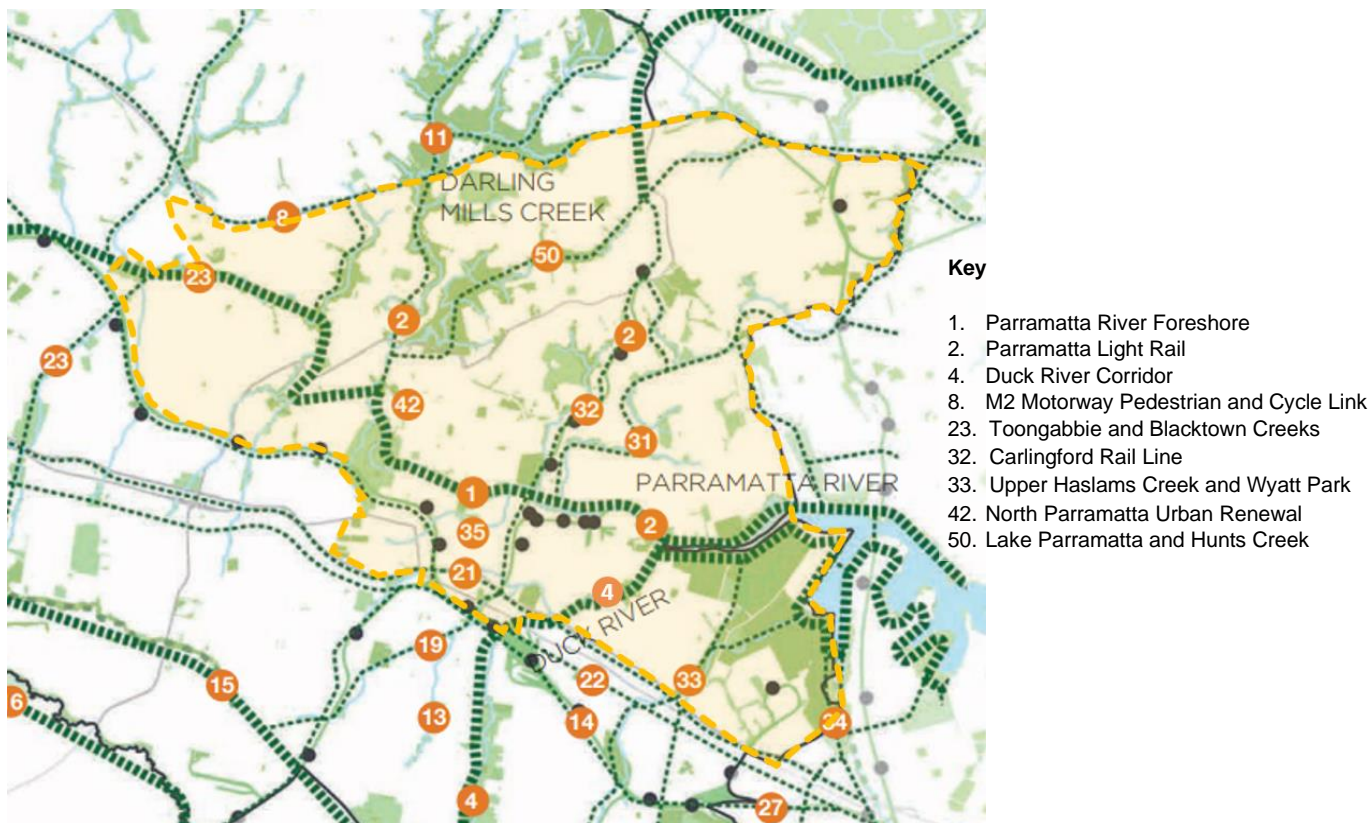 11
DARLING
MILLS CREEK
8
50
23
2
2
23
42
32
31
1
PARRAMATTA RIVER
2
35
21
4
DUCK RIVER
19
22
33
15
6
13
14
34
4
27
Key
1. Parramatta River Foreshore
2. Parramatta Light Rail
4. Duck River Corridor
8. M2 Motorway Pedestrian and Cycle Link
23. Toongabbie and Blacktown Creeks
32. Carlingford Rail Line
33. Upper Haslams Creek and Wyatt Park
42. North Parramatta Urban Renewal
50. Lake Parramatta and Hunts Creek